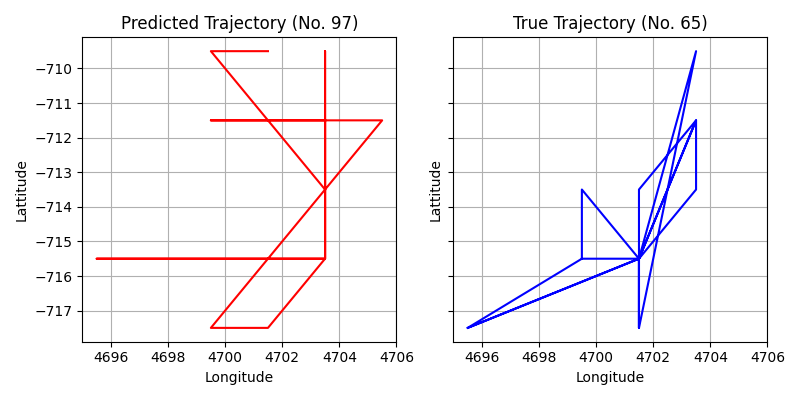 Predicted Trajectory (No. 97)
True Trajectory (No. 65)
−710
−711
−712
−713
−714
−715
−716
−717
Lattitude
Lattitude
4696 4698 4700 4702 4704 4706
4696 4698 4700 4702 4704 4706
Longitude
Longitude